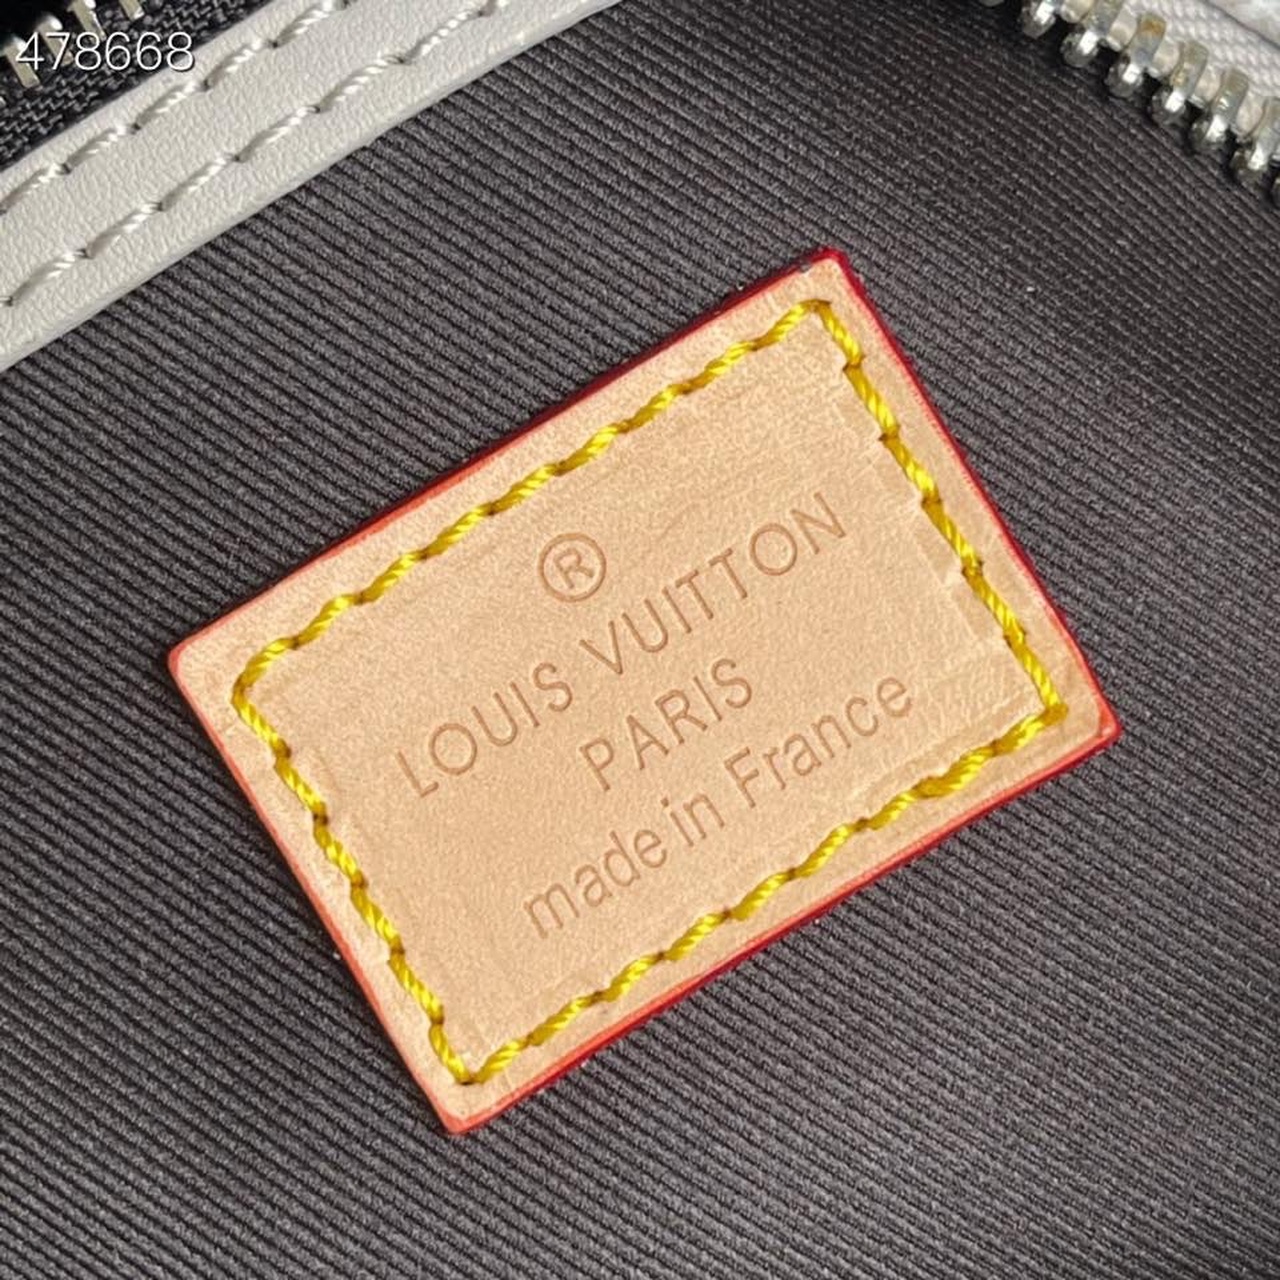 478668
®
LOUIS VUITTON
PARIS
made in France